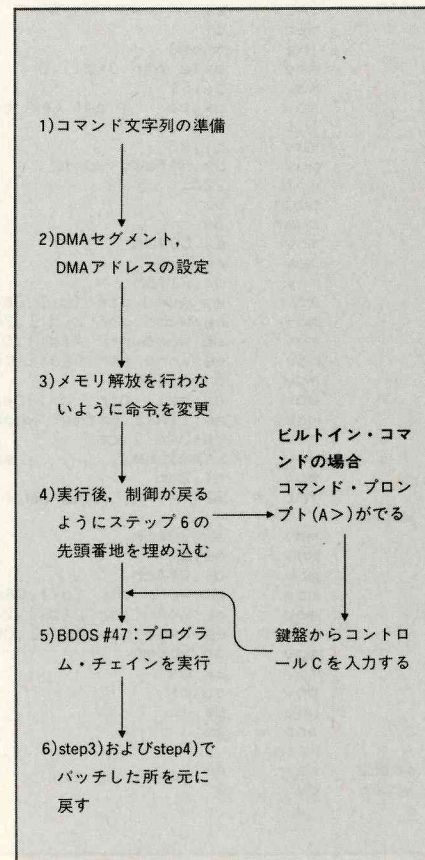 1)コマンド文字列の準備
2)DMAセグメント,
DMAアドレスの設定
3)メモリ解放を行わな
いように命令を変更
4)実行後，制御が戻る
ようにステップ6の
先頭番地を埋め込む
ビルトイン・コマ
ンドの場合
コマンド・プロン
プト(A>)がでる
鍵盤からコントロ
ールCを入力する
5)BDOS #47：プログラ
ム・チェインを実行
6)step3)およびstep4)で
パッチした所を元に
戻す